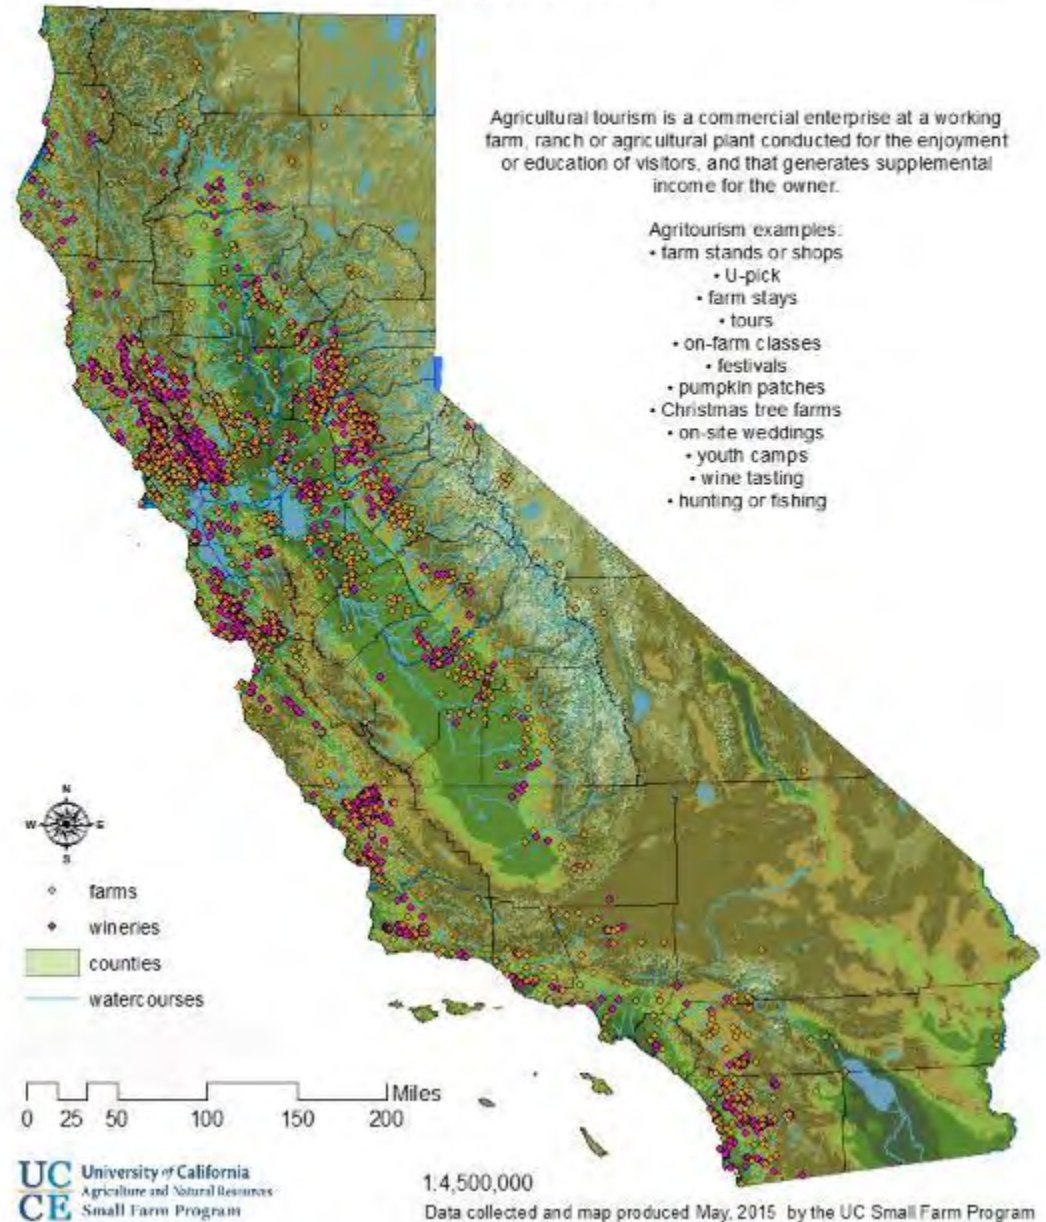 Agricultural tourism is a commercial enterprise at a working
farm, ranch or agricultural plant conducted for the enjoyment
or education of visitors, and that generates supplemental
income for the owner.
Agritourism examples:
• farm stands or shops
• U-pick
• farm stays
• tours
• on-farm classes
• festivals
• pumpkin patches
• Christmas tree farms
• on-site weddings
• youth camps
• wine tasting
• hunting or fishing
N
W E
S
farms
wineries
counties
watercourses
Miles
0 25 50 100 150 200
UC
CE
University of California
Agriculture and Natural Resources
Small Farm Program
1:4,500,000
Data collected and map produced May, 2015 by the UC Small Farm Program